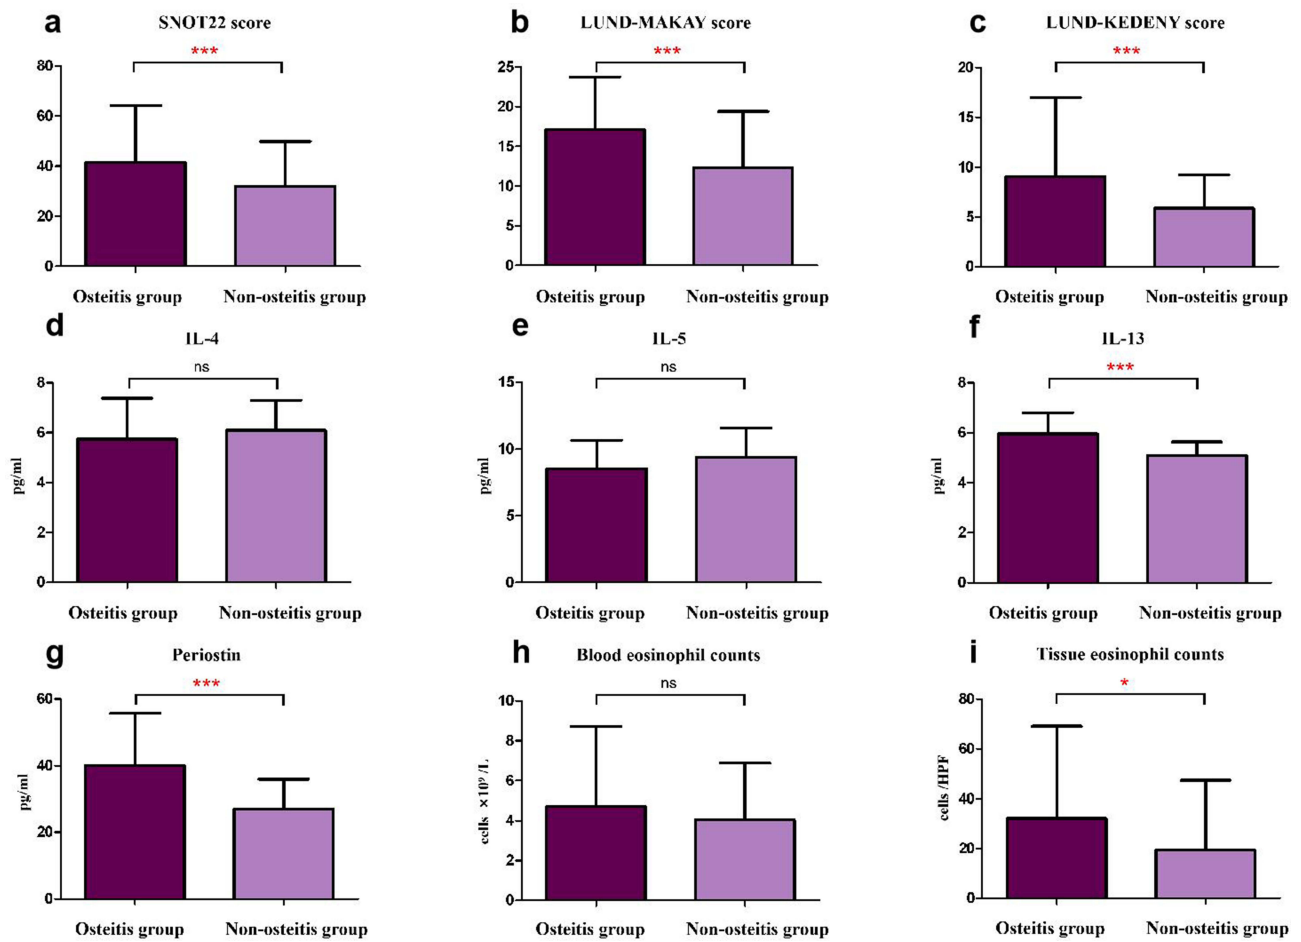 a SNOT22 score
***
80
60
40
20
0
Osteitis group Non-osteitis group
b LUND-MAKAY score
***
25
20
15
10
5
0
Osteitis group Non-osteitis group
c LUND-KEDENY score
***
20
15
10
5
0
Osteitis group Non-osteitis group
d IL-4
ns
8
6
4
2
0
pg/ml
Osteitis group Non-osteitis group
e IL-5
ns
15
10
5
0
pg/ml
Osteitis group Non-osteitis group
f IL-13
***
8
6
4
2
0
pg/ml
Osteitis group Non-osteitis group
g Periostin
***
60
40
20
0
pg/ml
Osteitis group Non-osteitis group
h Blood eosinophil counts
ns
10
8
6
4
2
0
cells ×10⁹ /L
Osteitis group Non-osteitis group
i Tissue eosinophil counts
*
80
60
40
20
0
cells /HPF
Osteitis group Non-osteitis group